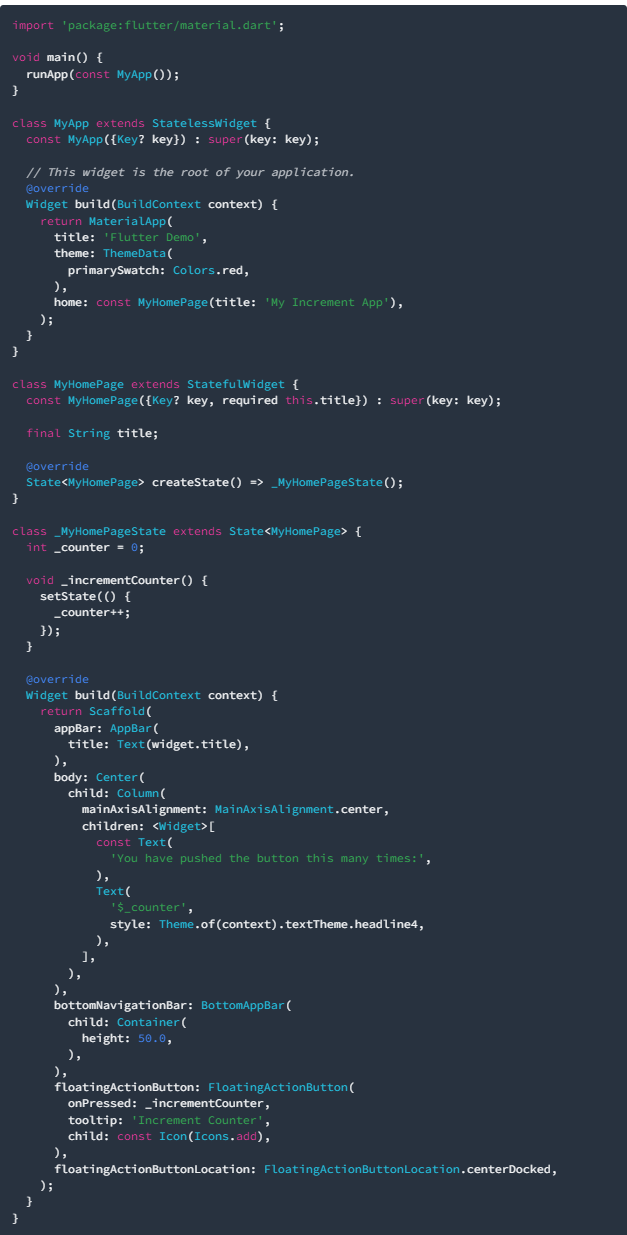 import 'package:flutter/material.dart';

void main() {
  runApp(const MyApp());
}

class MyApp extends StatelessWidget {
  const MyApp({Key? key}) : super(key: key);

  // This widget is the root of your application.
  @override
  Widget build(BuildContext context) {
    return MaterialApp(
      title: 'Flutter Demo',
      theme: ThemeData(
        primarySwatch: Colors.red,
      ),
      home: const MyHomePage(title: 'My Increment App'),
    );
  }
}

class MyHomePage extends StatefulWidget {
  const MyHomePage({Key? key, required this.title}) : super(key: key);

  final String title;

  @override
  State<MyHomePage> createState() => _MyHomePageState();
}

class _MyHomePageState extends State<MyHomePage> {
  int _counter = 0;

  void _incrementCounter() {
    setState(() {
      _counter++;
    });
  }

  @override
  Widget build(BuildContext context) {
    return Scaffold(
      appBar: AppBar(
        title: Text(widget.title),
      ),
      body: Center(
        child: Column(
          mainAxisAlignment: MainAxisAlignment.center,
          children: <Widget>[
            const Text(
              'You have pushed the button this many times:',
            ),
            Text(
              '$_counter',
              style: Theme.of(context).textTheme.headline4,
            ),
          ],
        ),
      ),
      bottomNavigationBar: BottomAppBar(
        child: Container(
          height: 50.0,
        ),
      ),
      floatingActionButton: FloatingActionButton(
        onPressed: _incrementCounter,
        tooltip: 'Increment Counter',
        child: const Icon(Icons.add),
      ),
      floatingActionButtonLocation: FloatingActionButtonLocation.centerDocked,
    );
  }
}